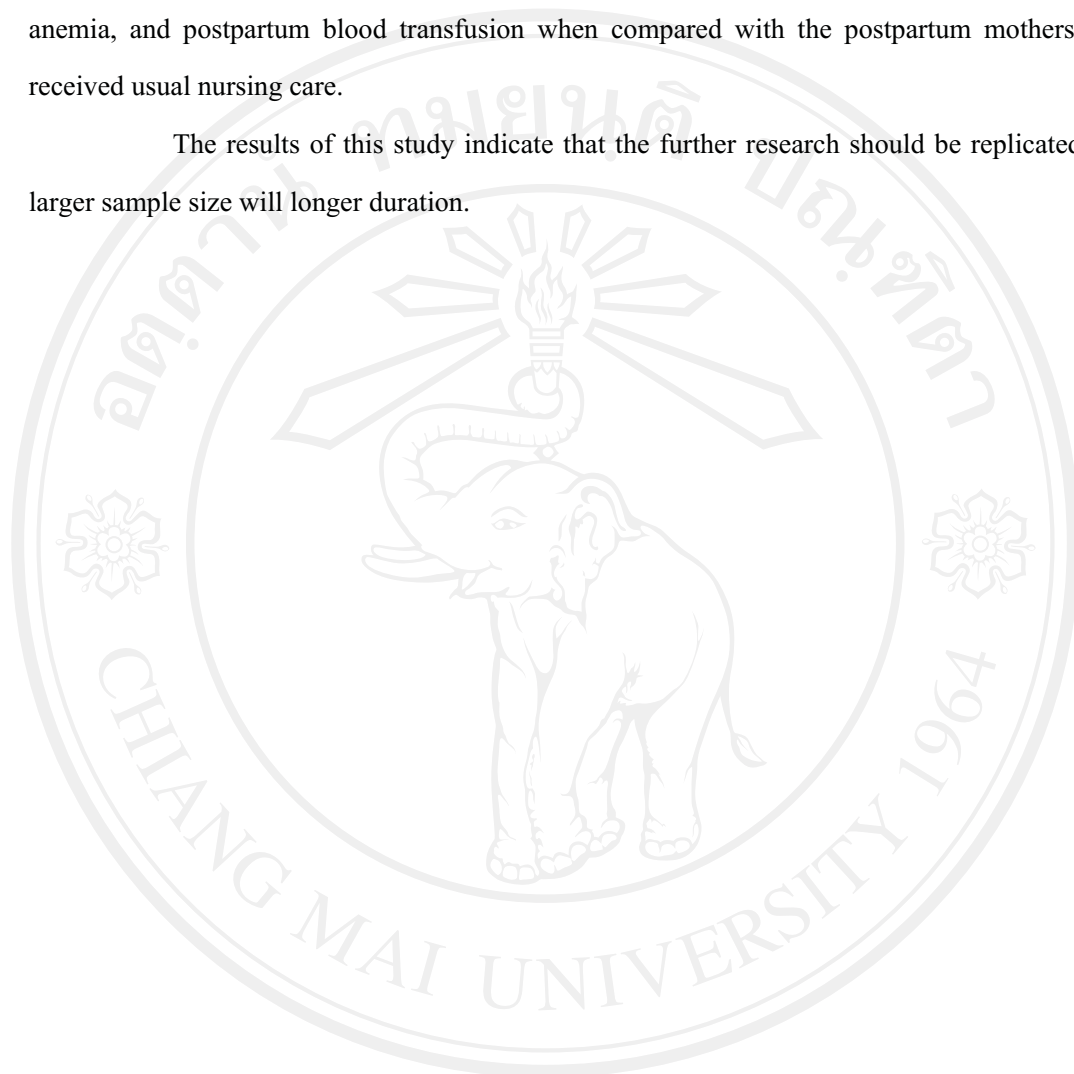 anemia, and postpartum blood transfusion when compared with the postpartum mothers
received usual nursing care.
The results of this study indicate that the further research should be replicated
larger sample size will longer duration.
CHIANG MAI UNIVERSITY 1964